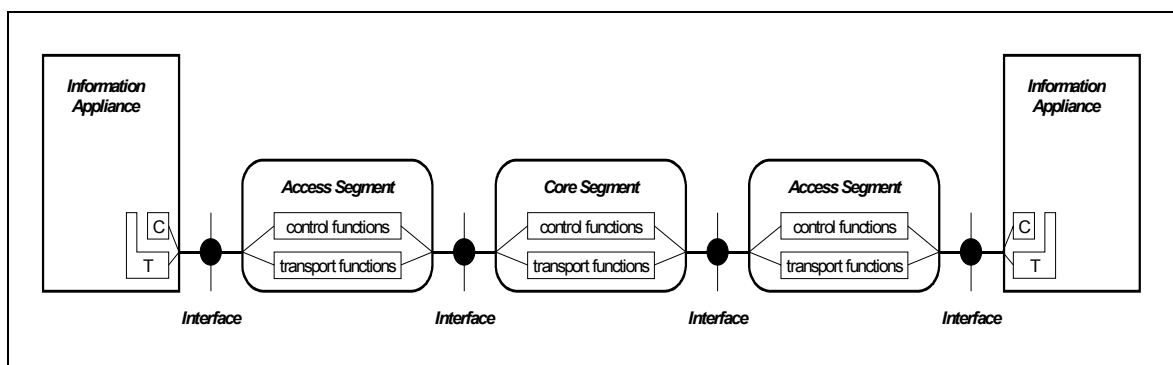 Information
Appliance
Information
Appliance
Access Segment
Core Segment
Access Segment
C
control functions
control functions
control functions
C
T
transport functions
transport functions
transport functions
T
Interface
Interface
Interface
Interface